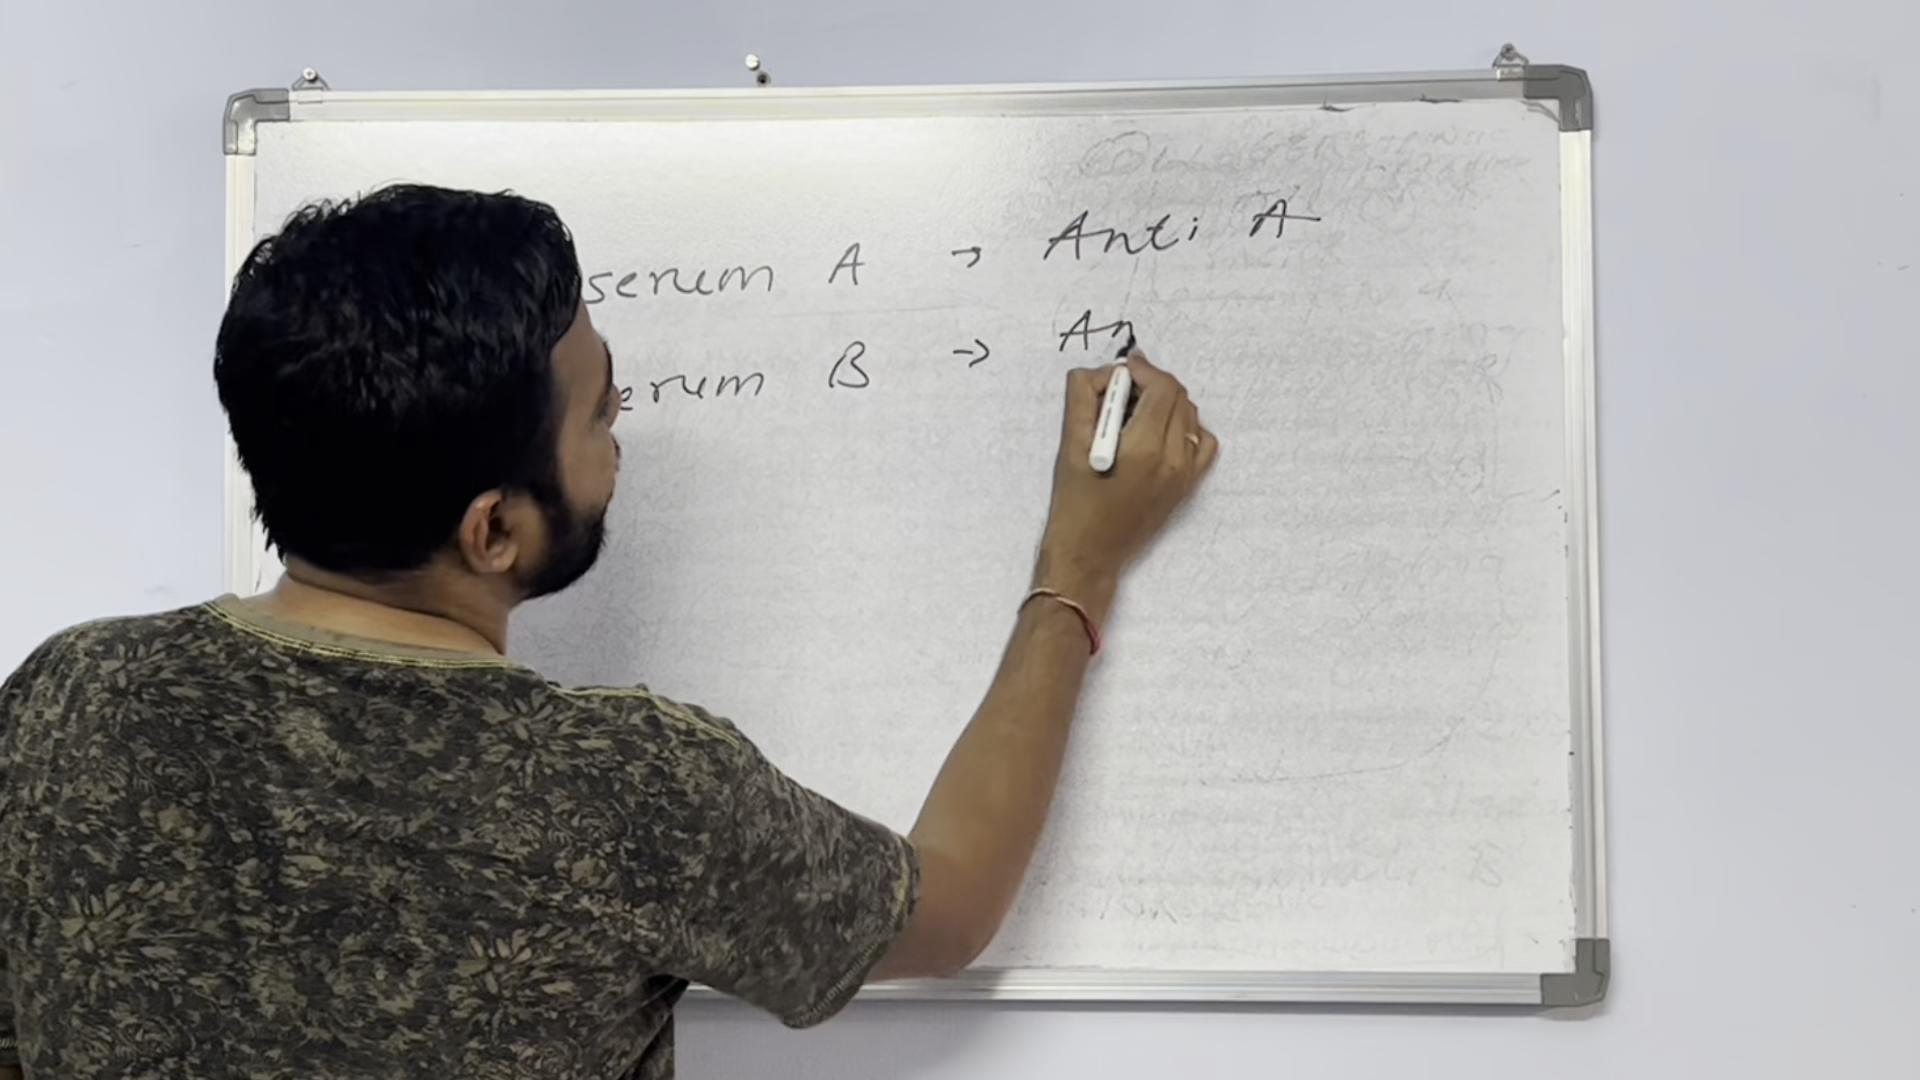 serum A → Anti A
erum B → An